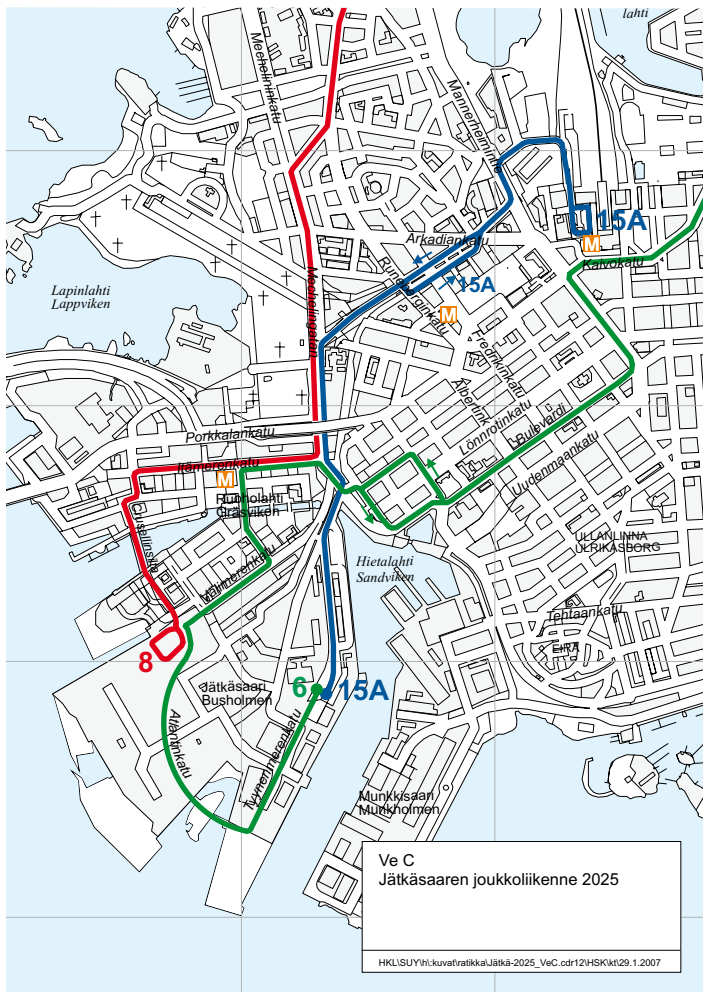 lahti
Mechelininkatu
Mannerheimintie
15A
M
Arkadiankatu
Kaivokatu
Runeberginkatu
15A
Lapinlahti
Lappviken
M
Mechelingatan
Fredrikinkatu
Albertink
Lönnrotinkatu
Bulevardi
Porkkalankatu
Uudenmaankatu
Itämerenkatu
M
Ruoholahti
Gräsviken
Crusellinsilta
ULLANLINNA
ULRIKASBORG
Hietalahti
Sandviken
Välimerenkatu
Tehtaankatu
EIRA
8
Jätkäsaari
Busholmen
6
15A
Atlantinkatu
Tyynenmerenkatu
Munkkisaari
Munkholmen
Ve C
Jätkäsaaren joukkoliikenne 2025
HKL\SUY\h:\kuvat\ratikka\Jätkä-2025_VeC.cdr12\HSK\kt\29.1.2007